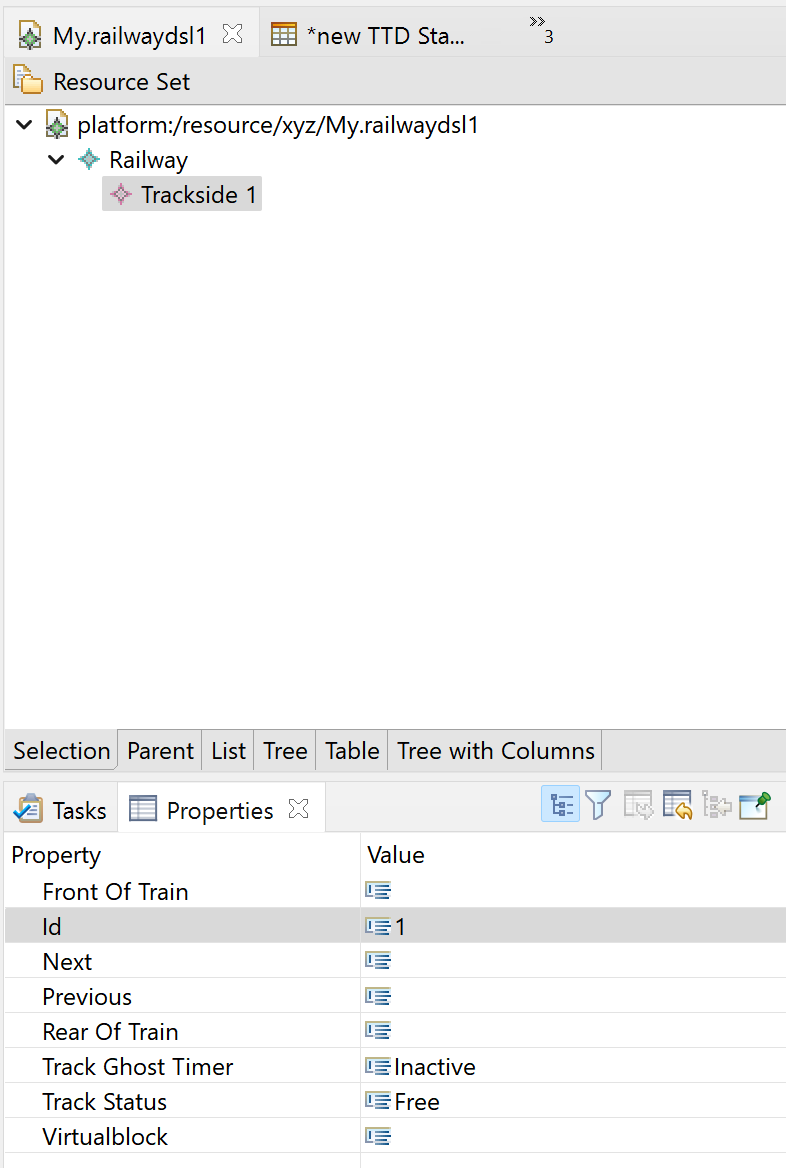 My.railwaydsl1 *new TTD Sta... »3
Resource Set
platform:/resource/xyz/My.railwaydsl1
Railway
Trackside 1
Selection Parent List Tree Table Tree with Columns
Tasks Properties
Property Value
Front Of Train
Id 1
Next
Previous
Rear Of Train
Track Ghost Timer Inactive
Track Status Free
Virtualblock